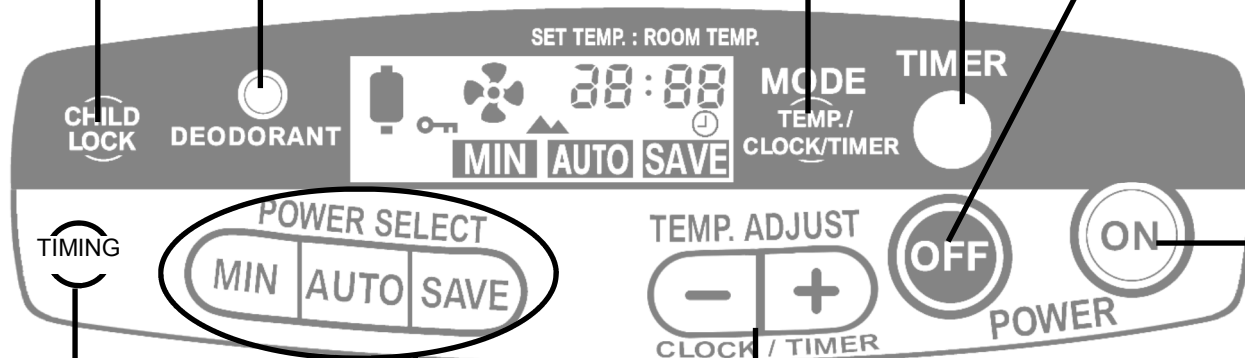 SET TEMP. : ROOM TEMP.
CHILD
LOCK
DEODORANT
28:88
MIN AUTO SAVE
MODE
TEMP./
CLOCK/TIMER
TIMER
TIMING
POWER SELECT
MIN AUTO SAVE
TEMP. ADJUST
- +
CLOCK / TIMER
OFF
ON
POWER